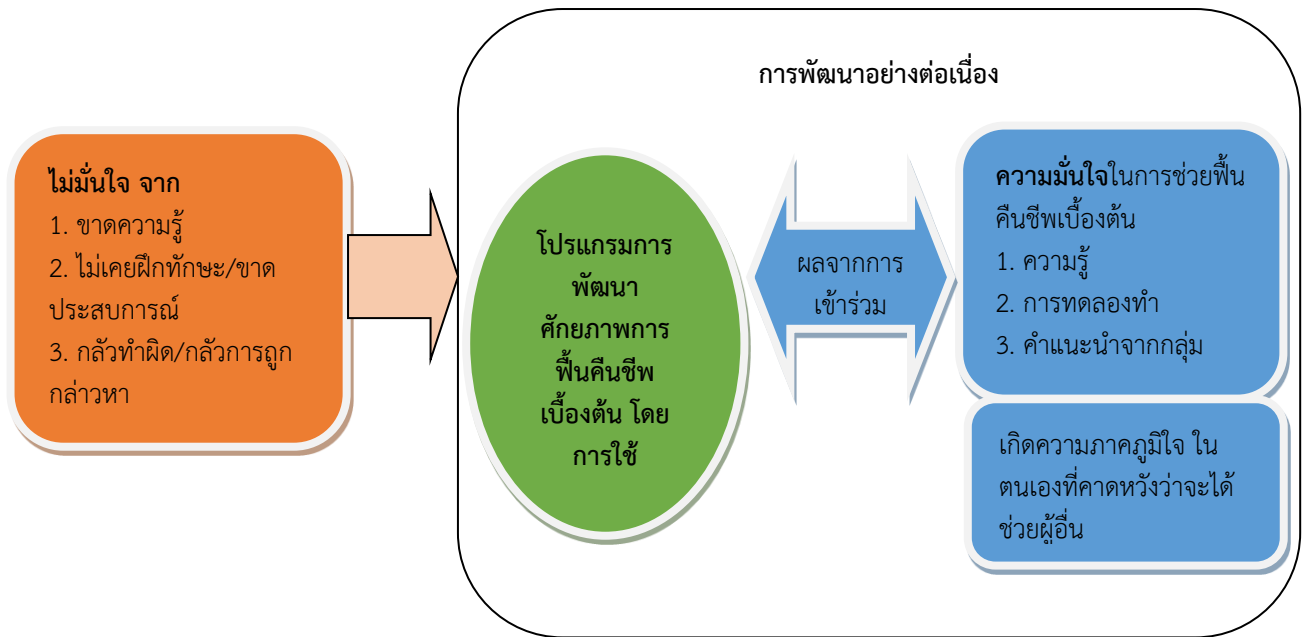 การพัฒนาอย่างต่อเนื่อง
ไม่มั่นใจ จาก
1. ขาดความรู้
2. ไม่เคยฝึกทักษะ/ขาด
ประสบการณ์
3. กลัวทำผิด/กลัวการถูก
กล่าวหา
โปรแกรมการ
พัฒนา
ศักยภาพการ
ฟื้นคืนชีพ
เบื้องต้น โดย
การใช้
ผลจากการ
เข้าร่วม
ความมั่นใจในการช่วยฟื้น
คืนชีพเบื้องต้น
1. ความรู้
2. การทดลองทำ
3. คำแนะนำจากกลุ่ม
เกิดความภาคภูมิใจ ใน
ตนเองที่คาดหวังว่าจะได้
ช่วยผู้อื่น